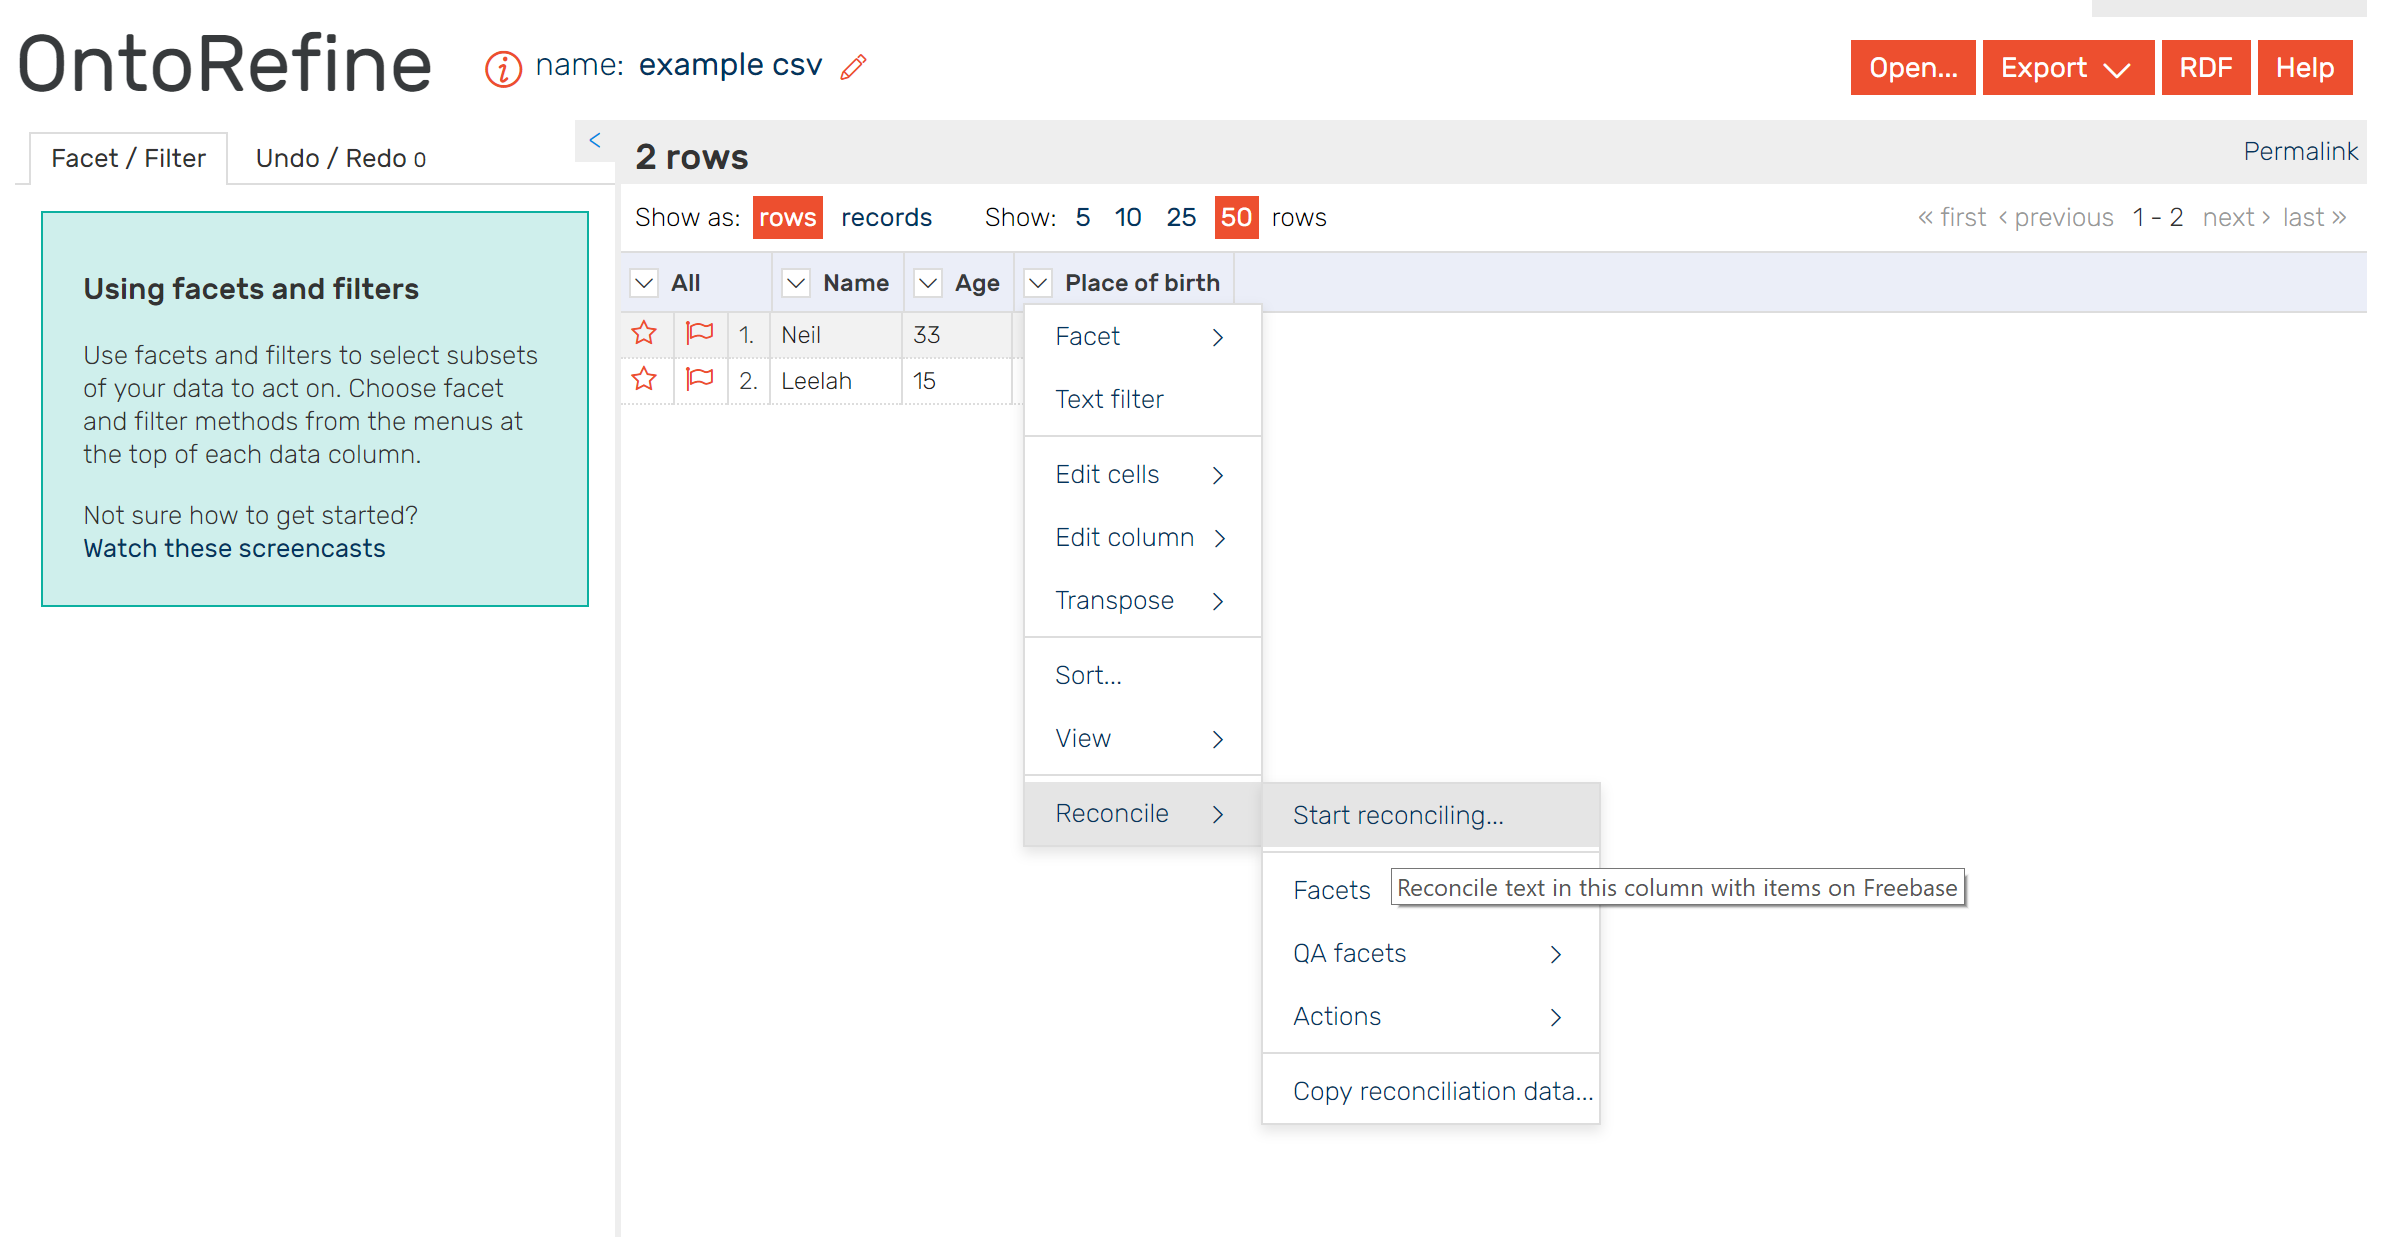 OntoRefine
name: example csv
Open...
Export
RDF
Help
Facet / Filter
Undo / Redo 0
<
2 rows
Permalink
Show as: rows records Show: 5 10 25 50 rows
« first ‹ previous 1 - 2 next › last »
Using facets and filters
Use facets and filters to select subsets
of your data to act on. Choose facet
and filter methods from the menus at
the top of each data column.
Not sure how to get started?
Watch these screencasts
All Name Age Place of birth
1. Neil 33
2. Leelah 15
Facet
Text filter
Edit cells
Edit column
Transpose
Sort...
View
Reconcile
Start reconciling...
Facets
Reconcile text in this column with items on Freebase
QA facets
Actions
Copy reconciliation data...